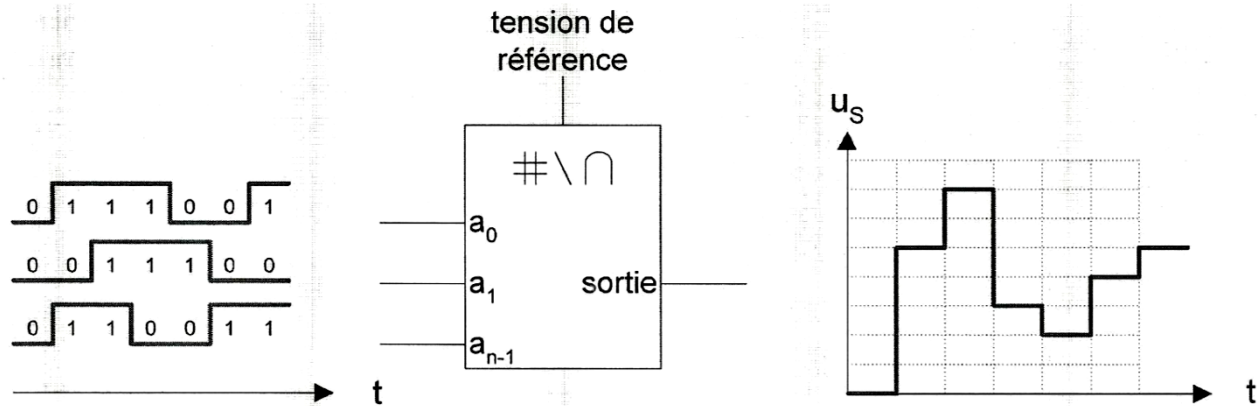 tension de
référence
u_S
#\∩
0 1 1 1 0 0 1
a_0
0 0 1 1 1 0 0
a_1
sortie
0 1 1 0 0 1 1
a_n-1
t
t